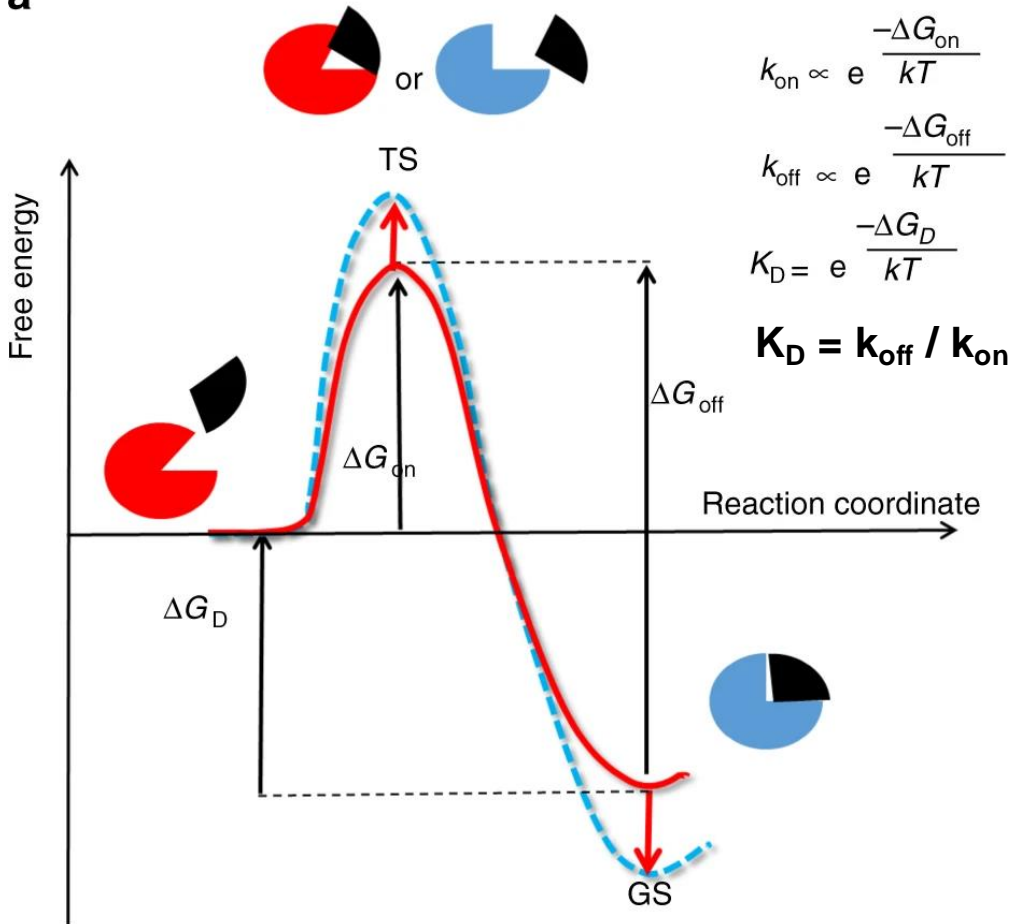 a
or
TS
Free energy
−ΔG_on
k_on ∝ e kT
−ΔG_off
k_off ∝ e kT
−ΔG_D
K_D = e kT
K_D = k_off / k_on
ΔG_off
ΔG_on
Reaction coordinate
ΔG_D
GS